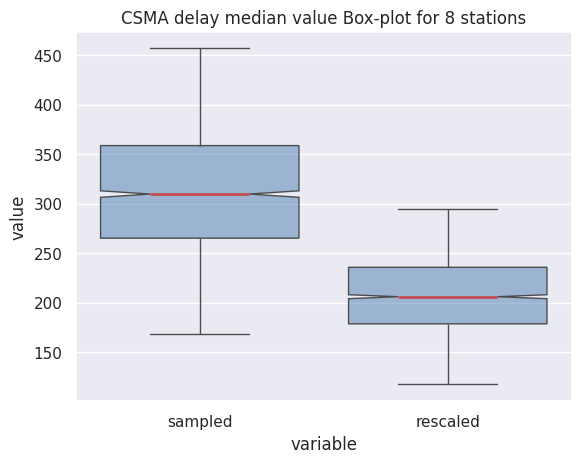 CSMA delay median value Box-plot for 8 stations
450
400
350
300
250
200
150
value
sampled
rescaled
variable